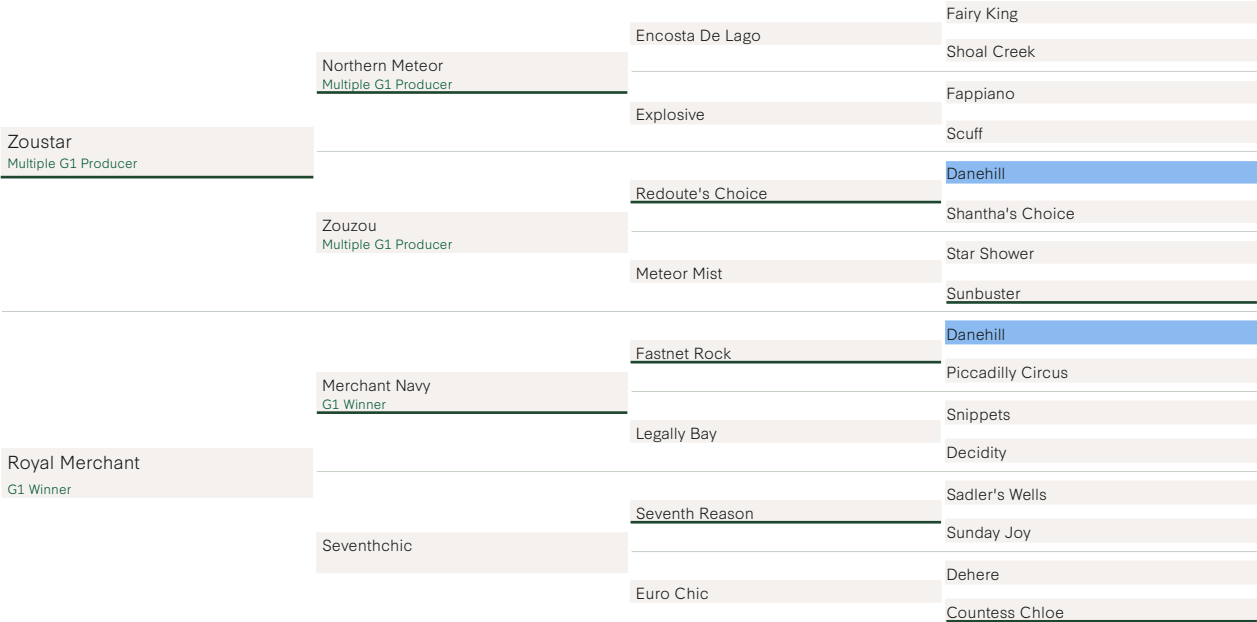 Zoustar
Multiple G1 Producer
Royal Merchant
G1 Winner
Northern Meteor
Multiple G1 Producer
Zouzou
Multiple G1 Producer
Merchant Navy
G1 Winner
Seventhchic
Encosta De Lago
Explosive
Redoute's Choice
Meteor Mist
Fastnet Rock
Legally Bay
Seventh Reason
Euro Chic
Fairy King
Shoal Creek
Fappiano
Scuff
Danehill
Shantha's Choice
Star Shower
Sunbuster
Danehill
Piccadilly Circus
Snippets
Decidity
Sadler's Wells
Sunday Joy
Dehere
Countess Chloe